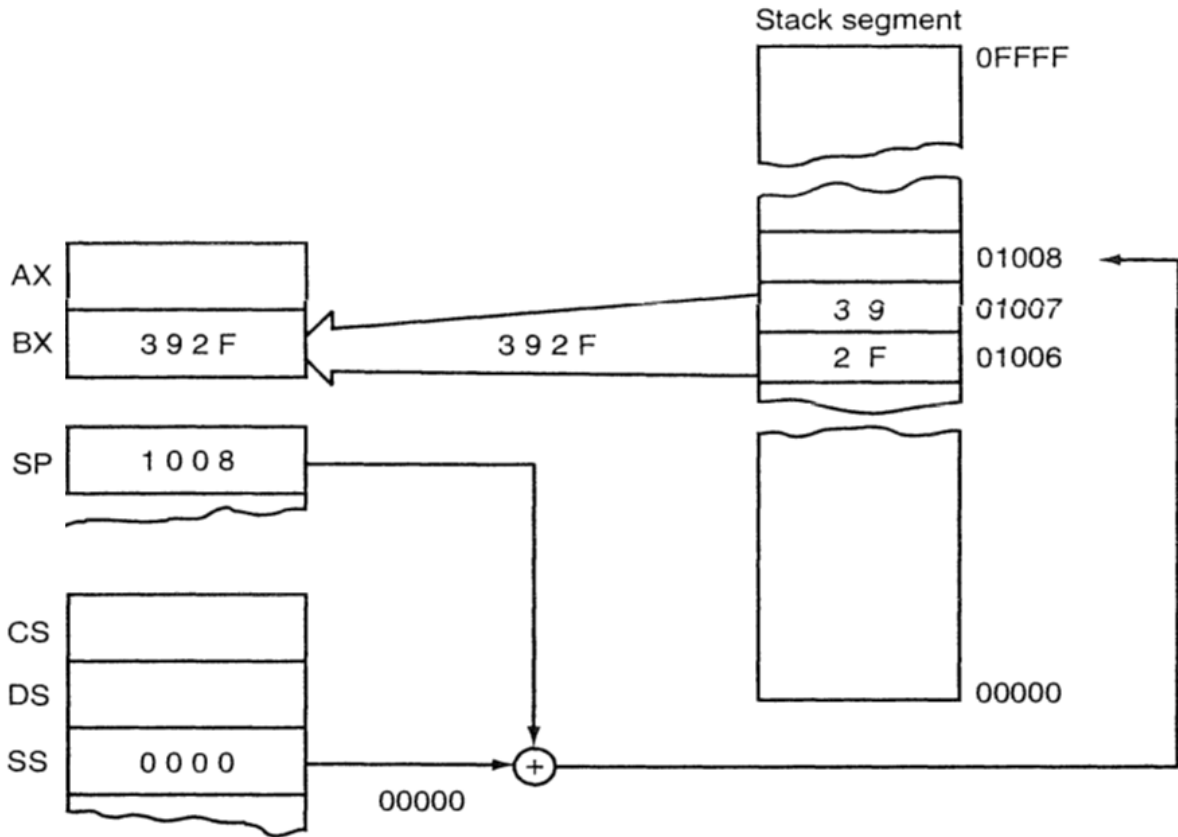 Stack segment
0FFFF
AX
01008
BX
3 9 2 F
3 9 2 F
3 9
01007
2 F
01006
SP
1 0 0 8
CS
DS
00000
SS
0 0 0 0
+
00000